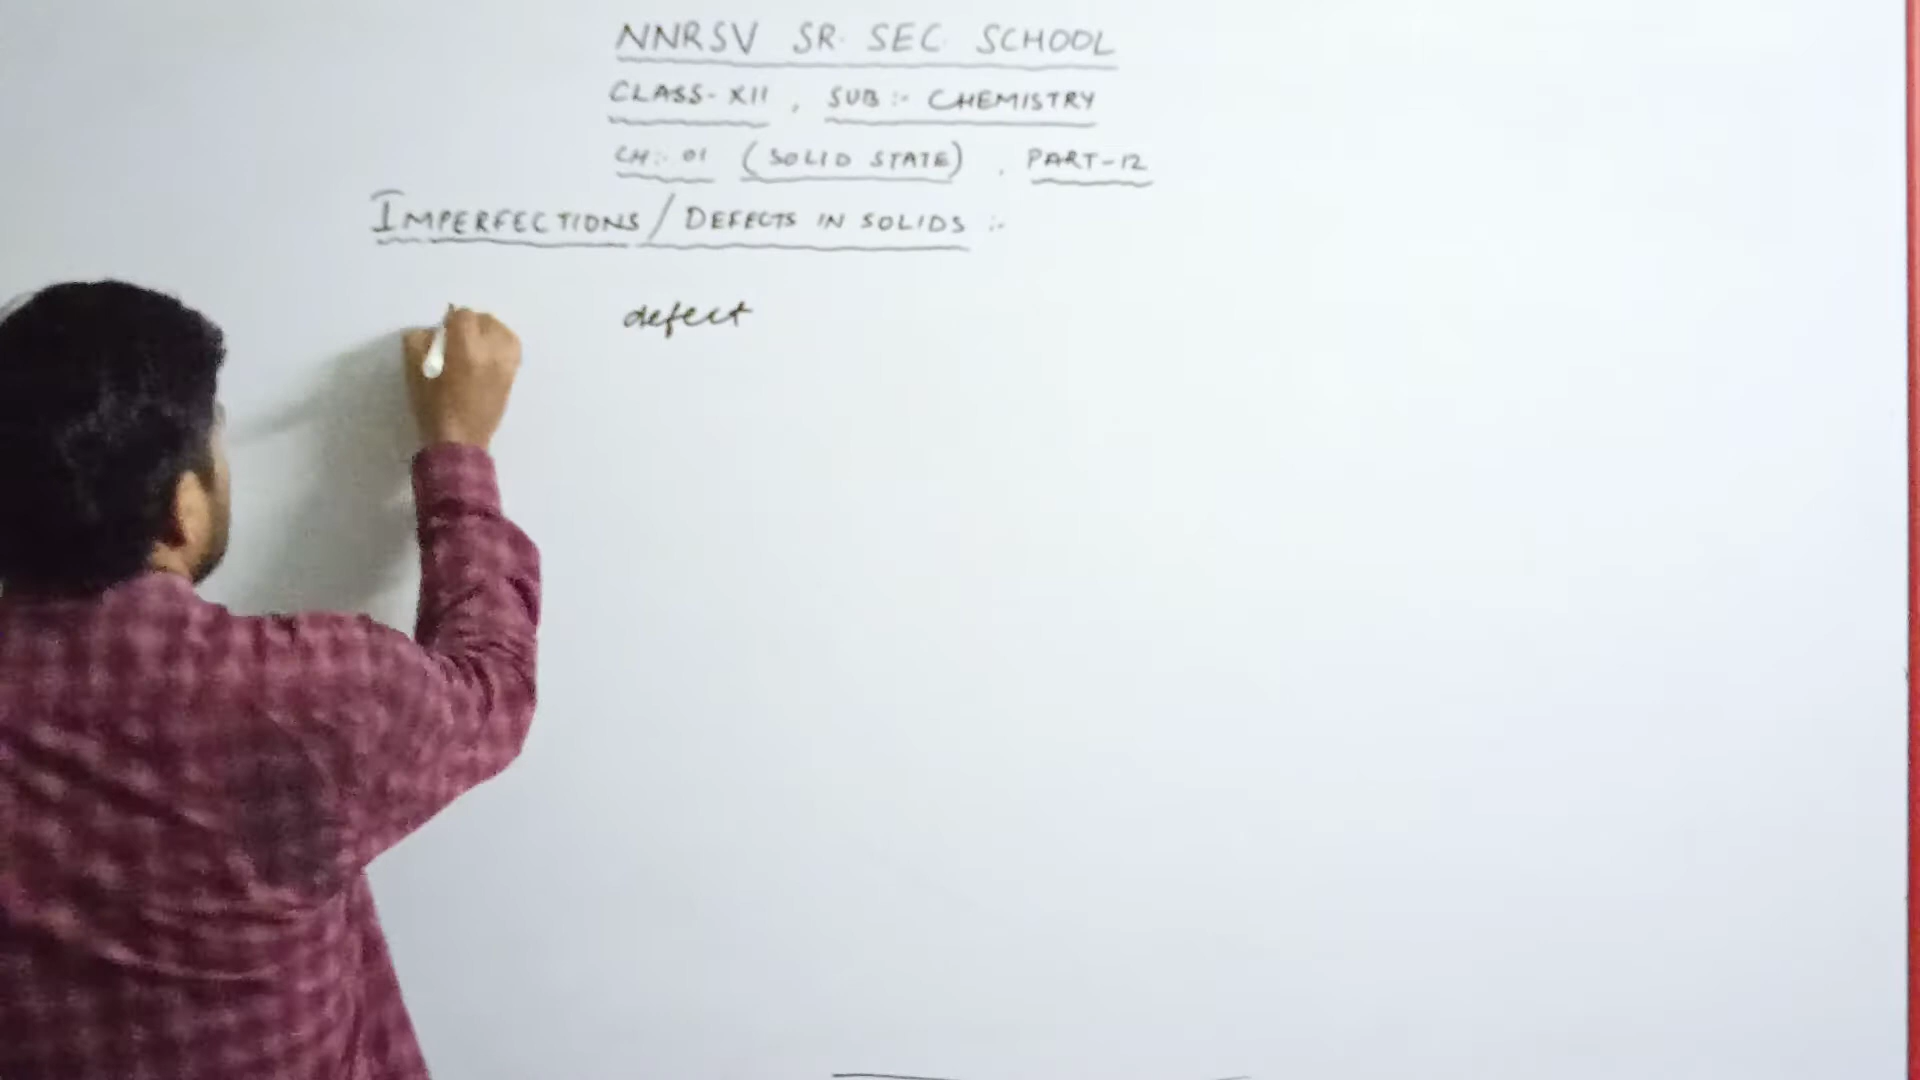 NNRSV SR. SEC. SCHOOL
CLASS-XII, SUB:- CHEMISTRY
CH:- 01 (SOLID STATE), PART-12
IMPERFECTIONS/DEFECTS IN SOLIDS :-
defect